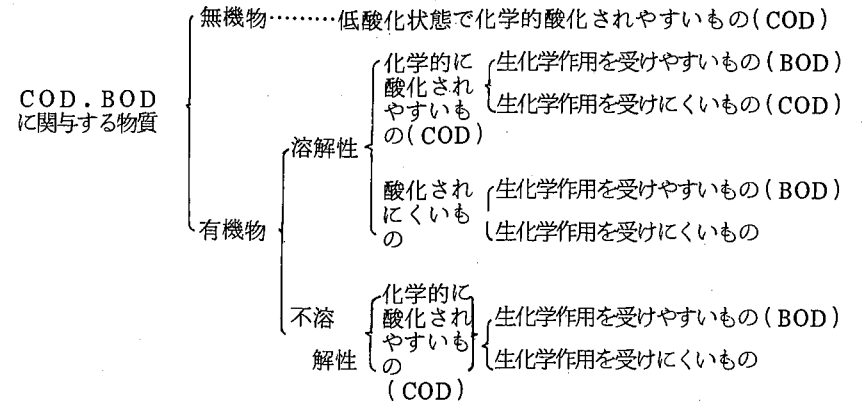 無機物………低酸化状態で化学的酸化されやすいもの(COD)
COD.BOD
に関与する物質
有機物
溶解性
化学的に
酸化され
やすいも
の(COD)
生化学作用を受けやすいもの(BOD)
生化学作用を受けにくいもの(COD)
酸化され
にくいも
の
生化学作用を受けやすいもの(BOD)
生化学作用を受けにくいもの
不溶
解性
化学的に
酸化され
やすいも
の
(COD)
生化学作用を受けやすいもの(BOD)
生化学作用を受けにくいもの